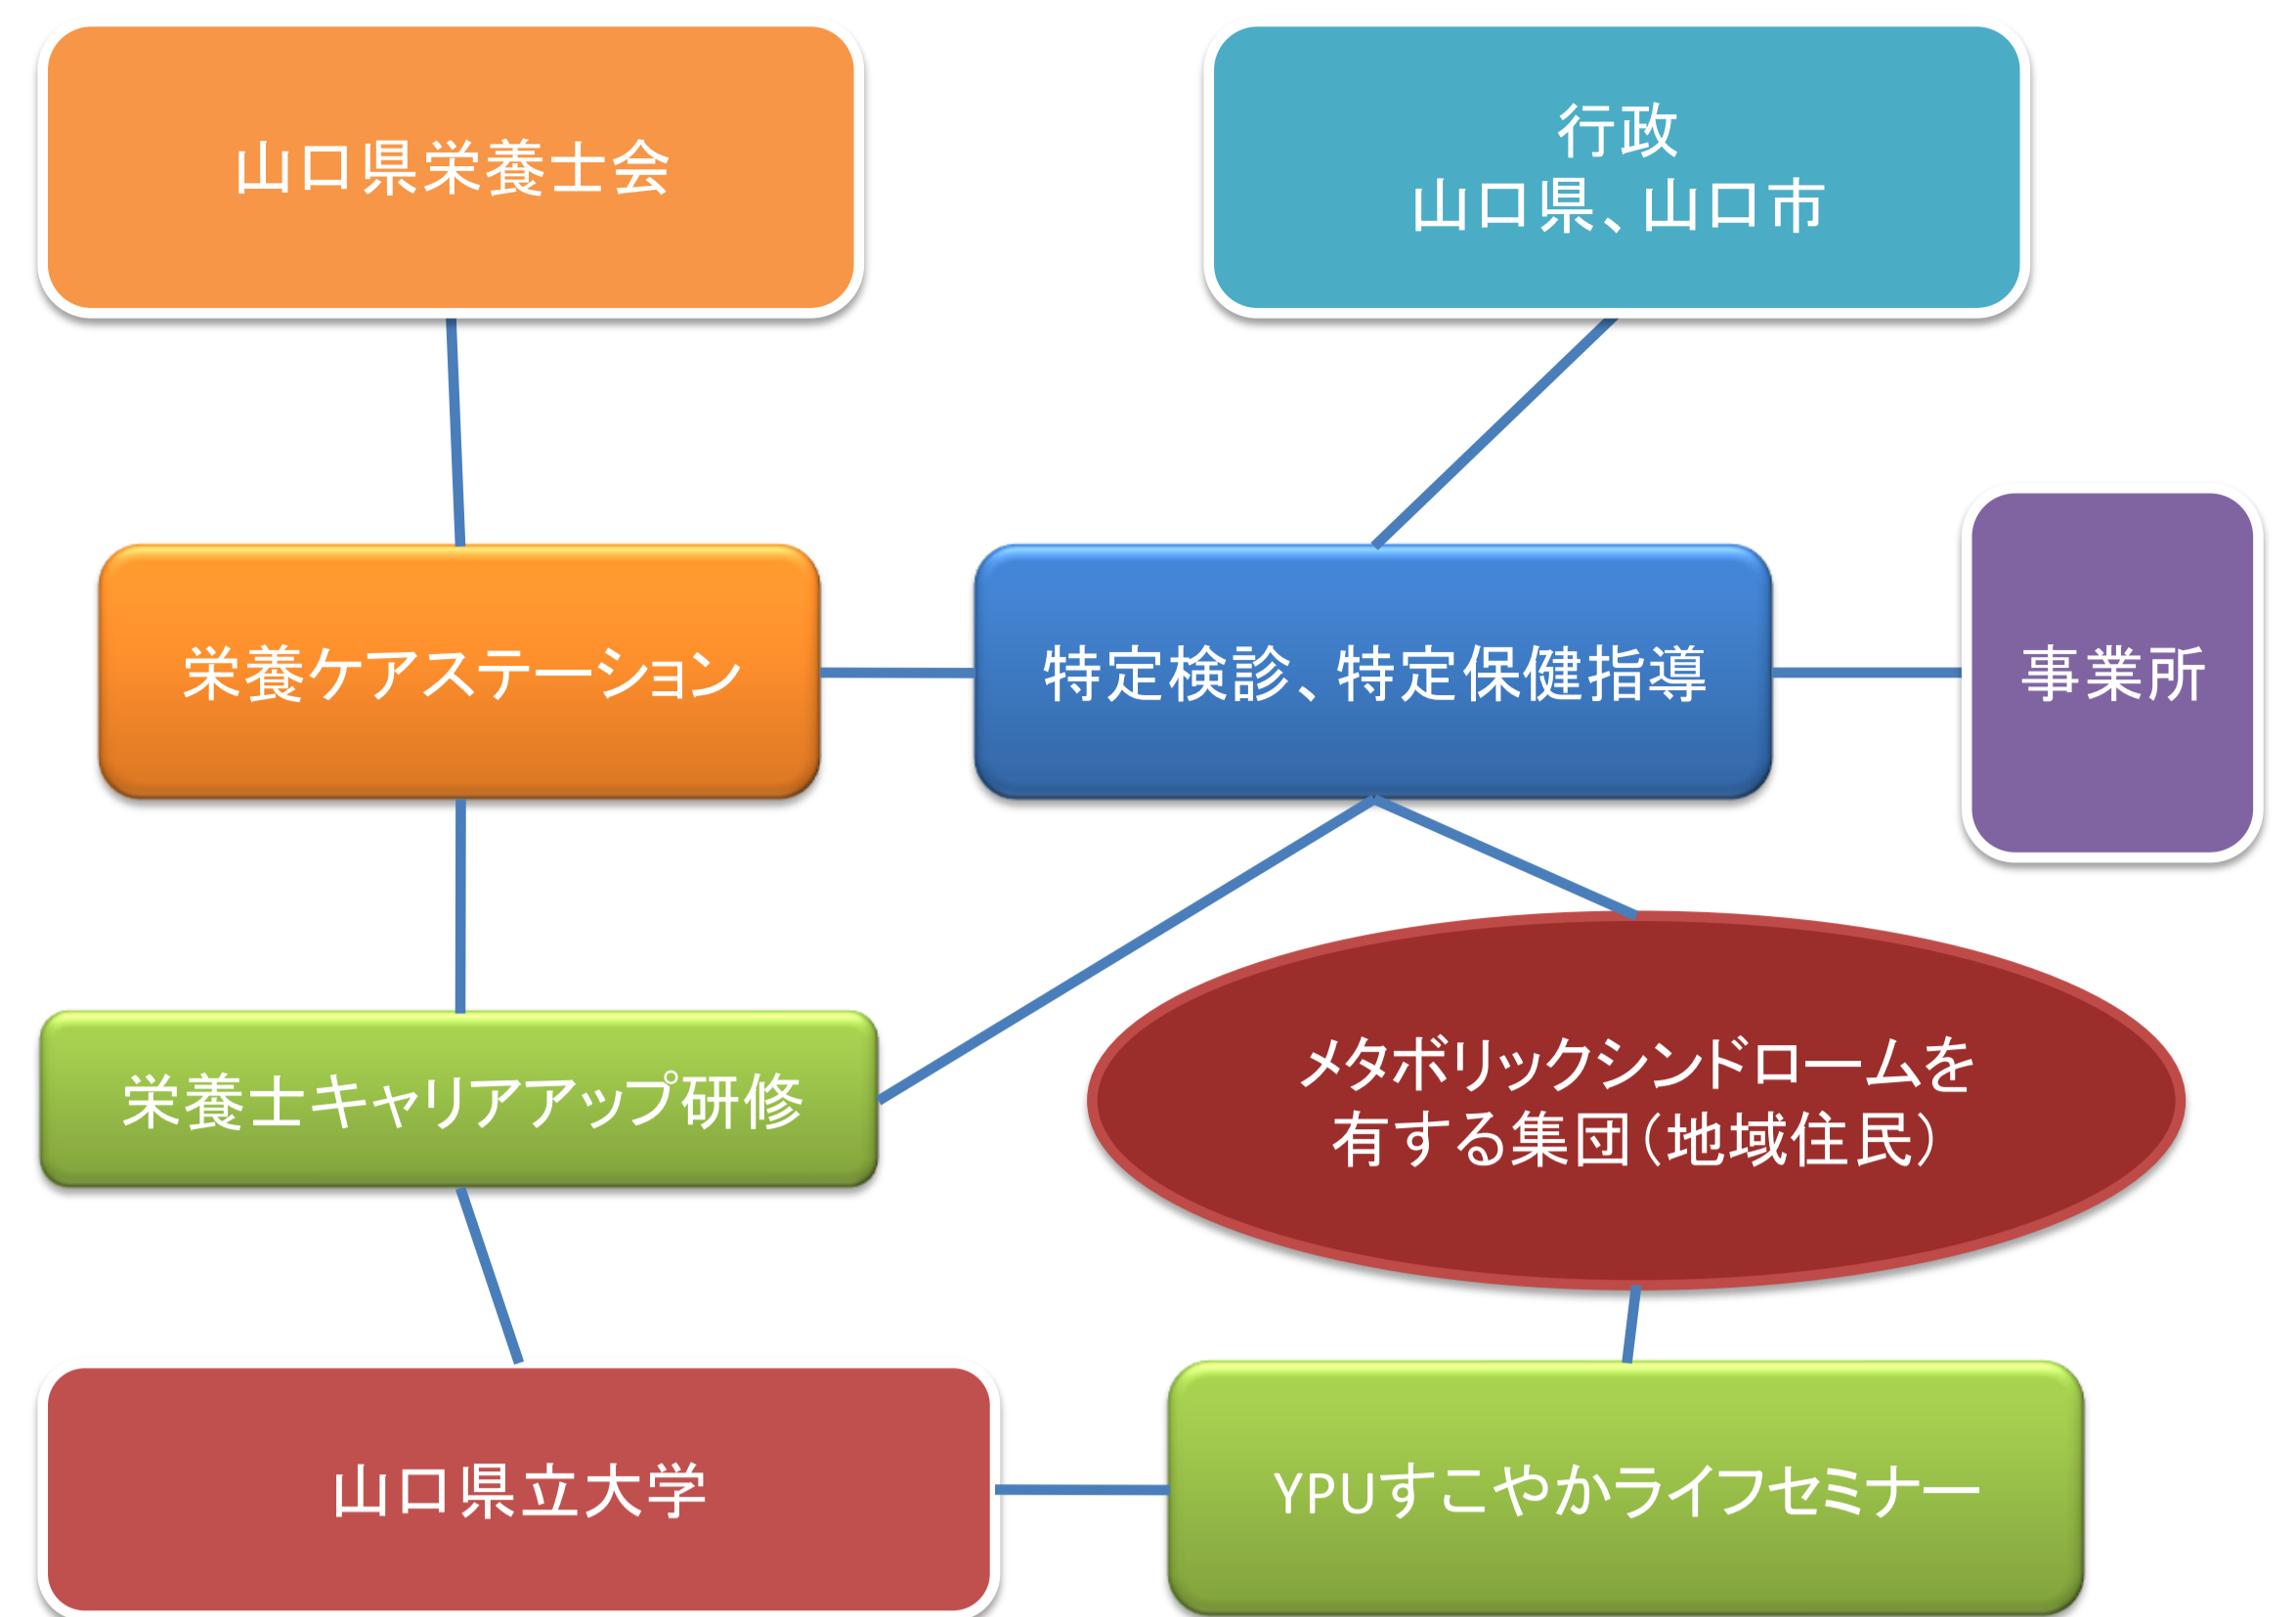 山口県栄養士会
行政
山口県、山口市
栄養ケアステーション
特定検診、特定保健指導
事業所
栄養士キャリアアップ研修
メタボリックシンドロームを
有する集団（地域住民）
山口県立大学
YPUすこやかライフセミナー